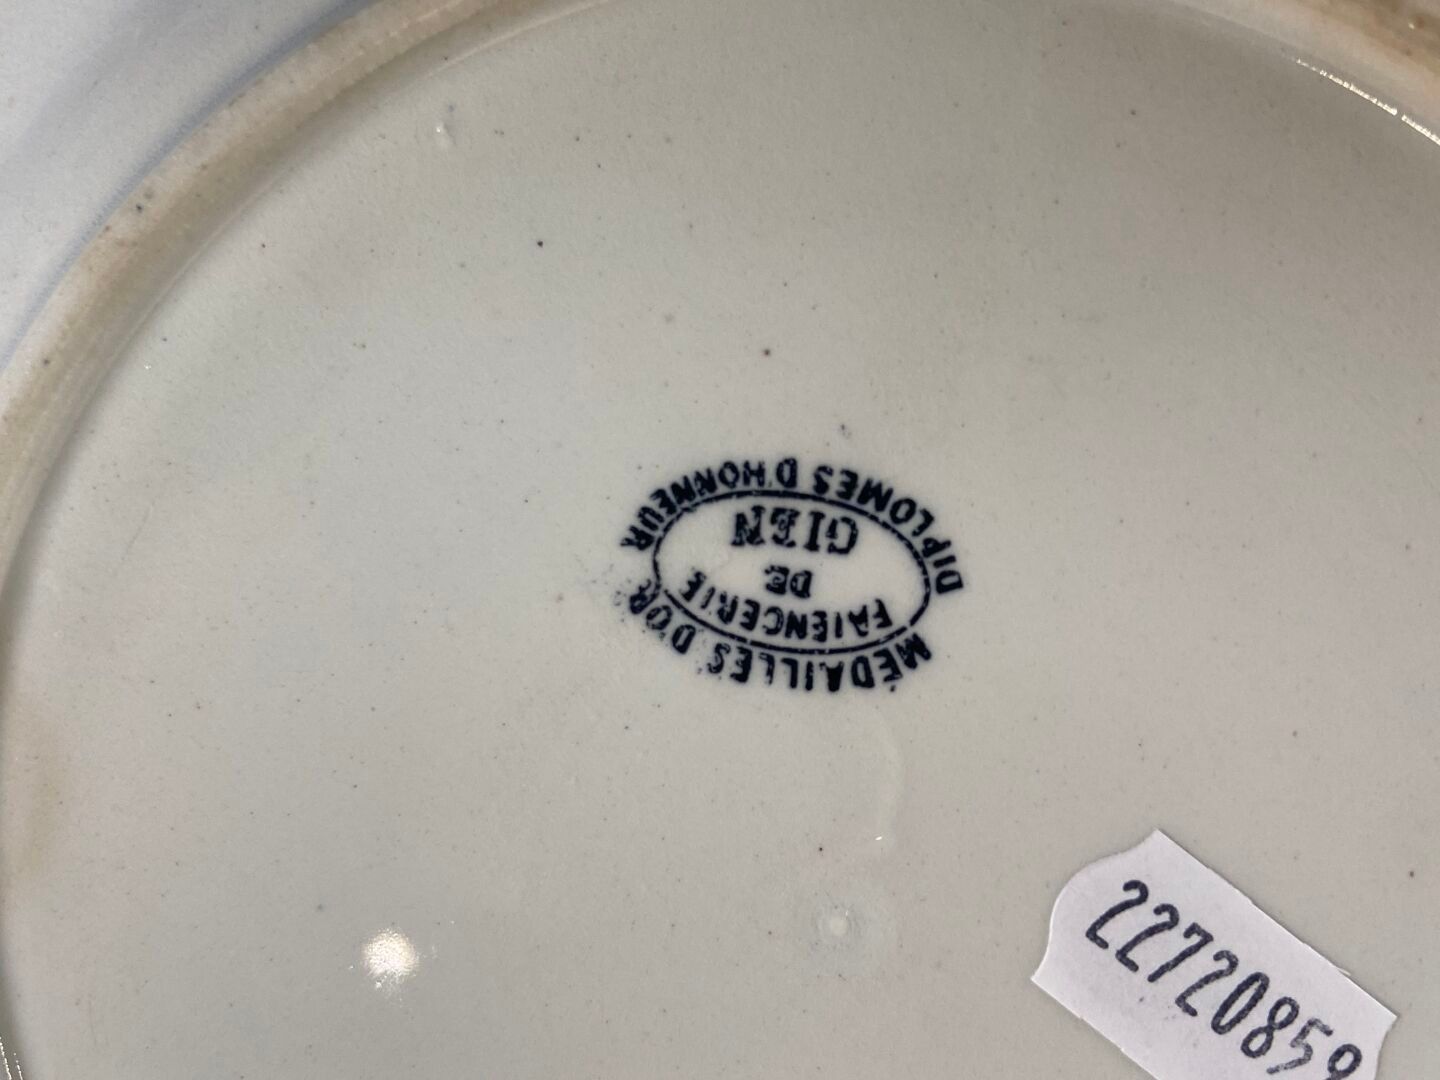 MÉDAILLES D'OR
FAIENCERIE
DE
GIEN
DIPLOMES D'HONNEUR
22720859